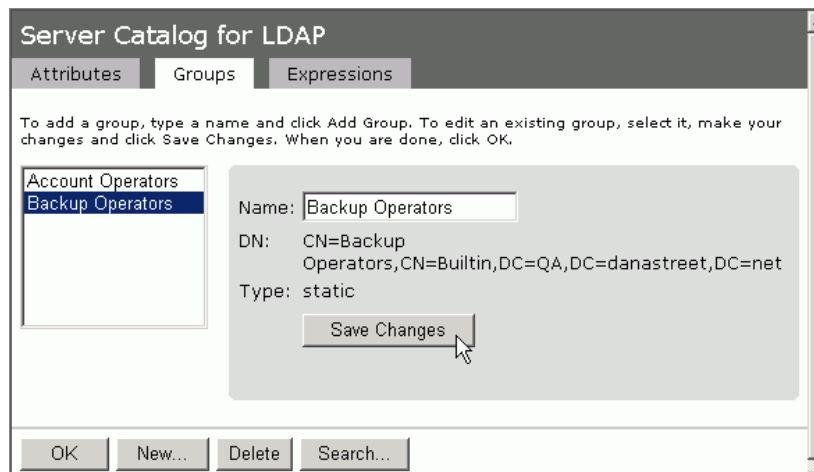 Server Catalog for LDAP
Attributes Groups Expressions
To add a group, type a name and click Add Group. To edit an existing group, select it, make your
changes and click Save Changes. When you are done, click OK.
Account Operators
Backup Operators
Name: Backup Operators
DN: CN=Backup
Operators,CN=Builtin,DC=QA,DC=danastreet,DC=net
Type: static
Save Changes
OK New... Delete Search...